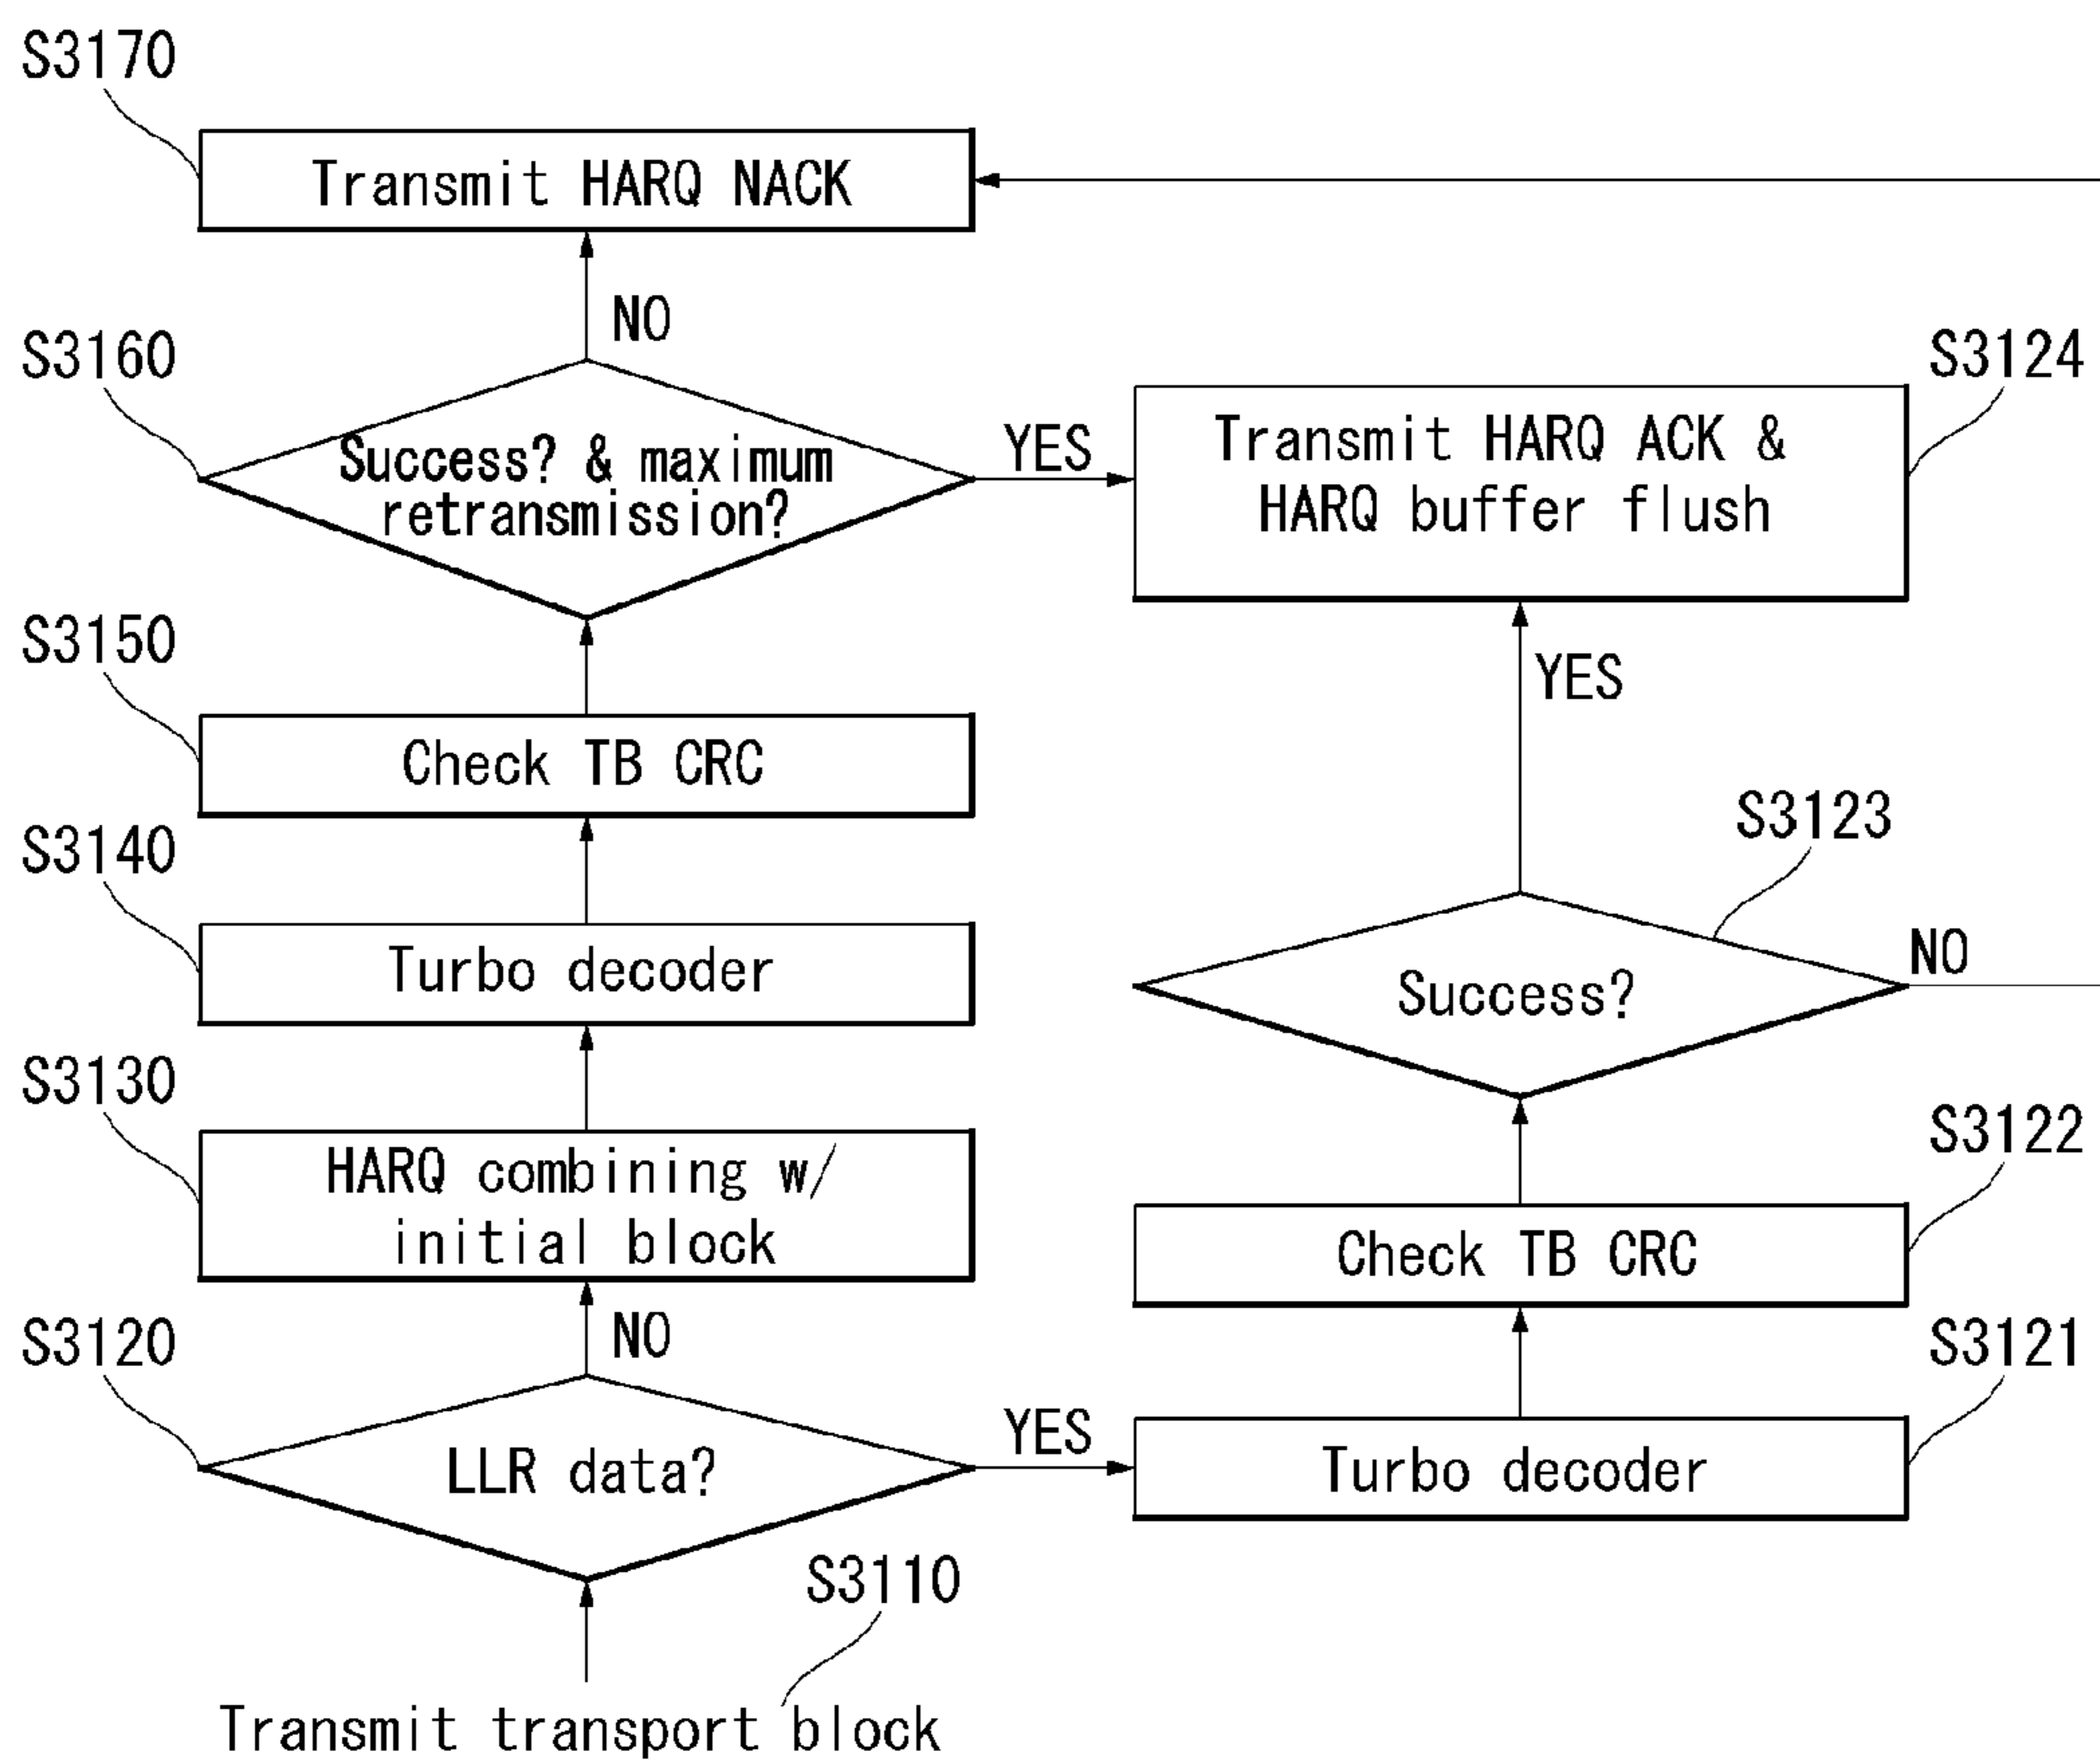 S3170
Transmit HARQ NACK
NO
S3160
Success? & maximum
retransmission?
YES
Transmit HARQ ACK &
HARQ buffer flush
S3124
S3150
Check TB CRC
YES
S3140
Turbo decoder
S3123
Success?
NO
S3130
HARQ combining w/
initial block
S3122
Check TB CRC
S3120
NO
LLR data?
YES
S3121
Turbo decoder
S3110
Transmit transport block